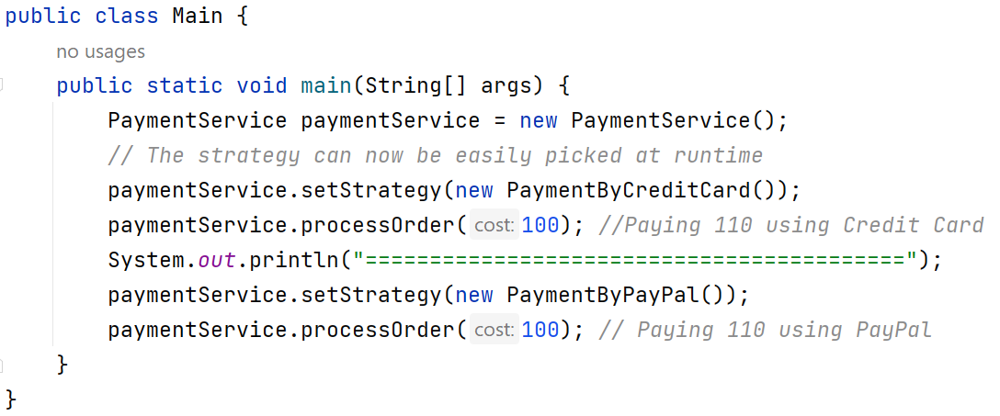 public class Main {
no usages
public static void main(String[] args) {
PaymentService paymentService = new PaymentService();
// The strategy can now be easily picked at runtime
paymentService.setStrategy(new PaymentByCreditCard());
paymentService.processOrder( cost: 100); //Paying 110 using Credit Card
System.out.println("==========================================");
paymentService.setStrategy(new PaymentByPayPal());
paymentService.processOrder( cost: 100); // Paying 110 using PayPal
}
}